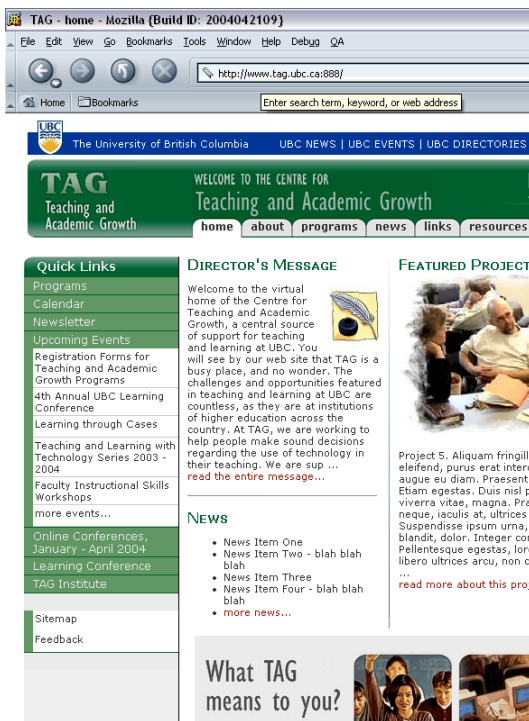 TAG - home - Mozilla {Build ID: 2004042109}
File Edit View Go Bookmarks Tools Window Help Debug QA
http://www.tag.ubc.ca:888/
Home Bookmarks
Enter search term, keyword, or web address
UBC
The University of British Columbia UBC NEWS | UBC EVENTS | UBC DIRECTORIES
TAG
Teaching and
Academic Growth
WELCOME TO THE CENTRE FOR
Teaching and Academic Growth
home about programs news links resources
Quick Links
Programs
Calendar
Newsletter
Upcoming Events
Registration Forms for
Teaching and Academic
Growth Programs
4th Annual UBC Learning
Conference
Learning through Cases
Teaching and Learning with
Technology Series 2003 -
2004
Faculty Instructional Skills
Workshops
more events...
Online Conferences,
January - April 2004
Learning Conference
TAG Institute
Sitemap
Feedback
DIRECTOR'S MESSAGE
Welcome to the virtual
home of the Centre for
Teaching and Academic
Growth, a central source
of support for teaching
and learning at UBC. You
will see by our web site that TAG is a
busy place, and no wonder. The
challenges and opportunities featured
in teaching and learning at UBC are
countless, as they are at institutions
of higher education across the
country. At TAG, we are working to
help people make sound decisions
regarding the use of technology in
their teaching. We are sup ...
read the entire message...
NEWS
News Item One
News Item Two - blah blah
blah
News Item Three
News Item Four - blah blah
blah
more news...
FEATURED PROJECT
Project 5. Aliquam fringill
eleifend, purus erat inter
augue eu diam. Praesent
Etiam egestas. Duis nisl p
viverra vitae, magna. Pra
neque, iaculis at, ultrices
Suspendisse ipsum urna,
blandit, dolor. Integer co
Pellentesque egestas, lor
libero ultrices arcu, non c
...
read more about this pro
What TAG
means to you?